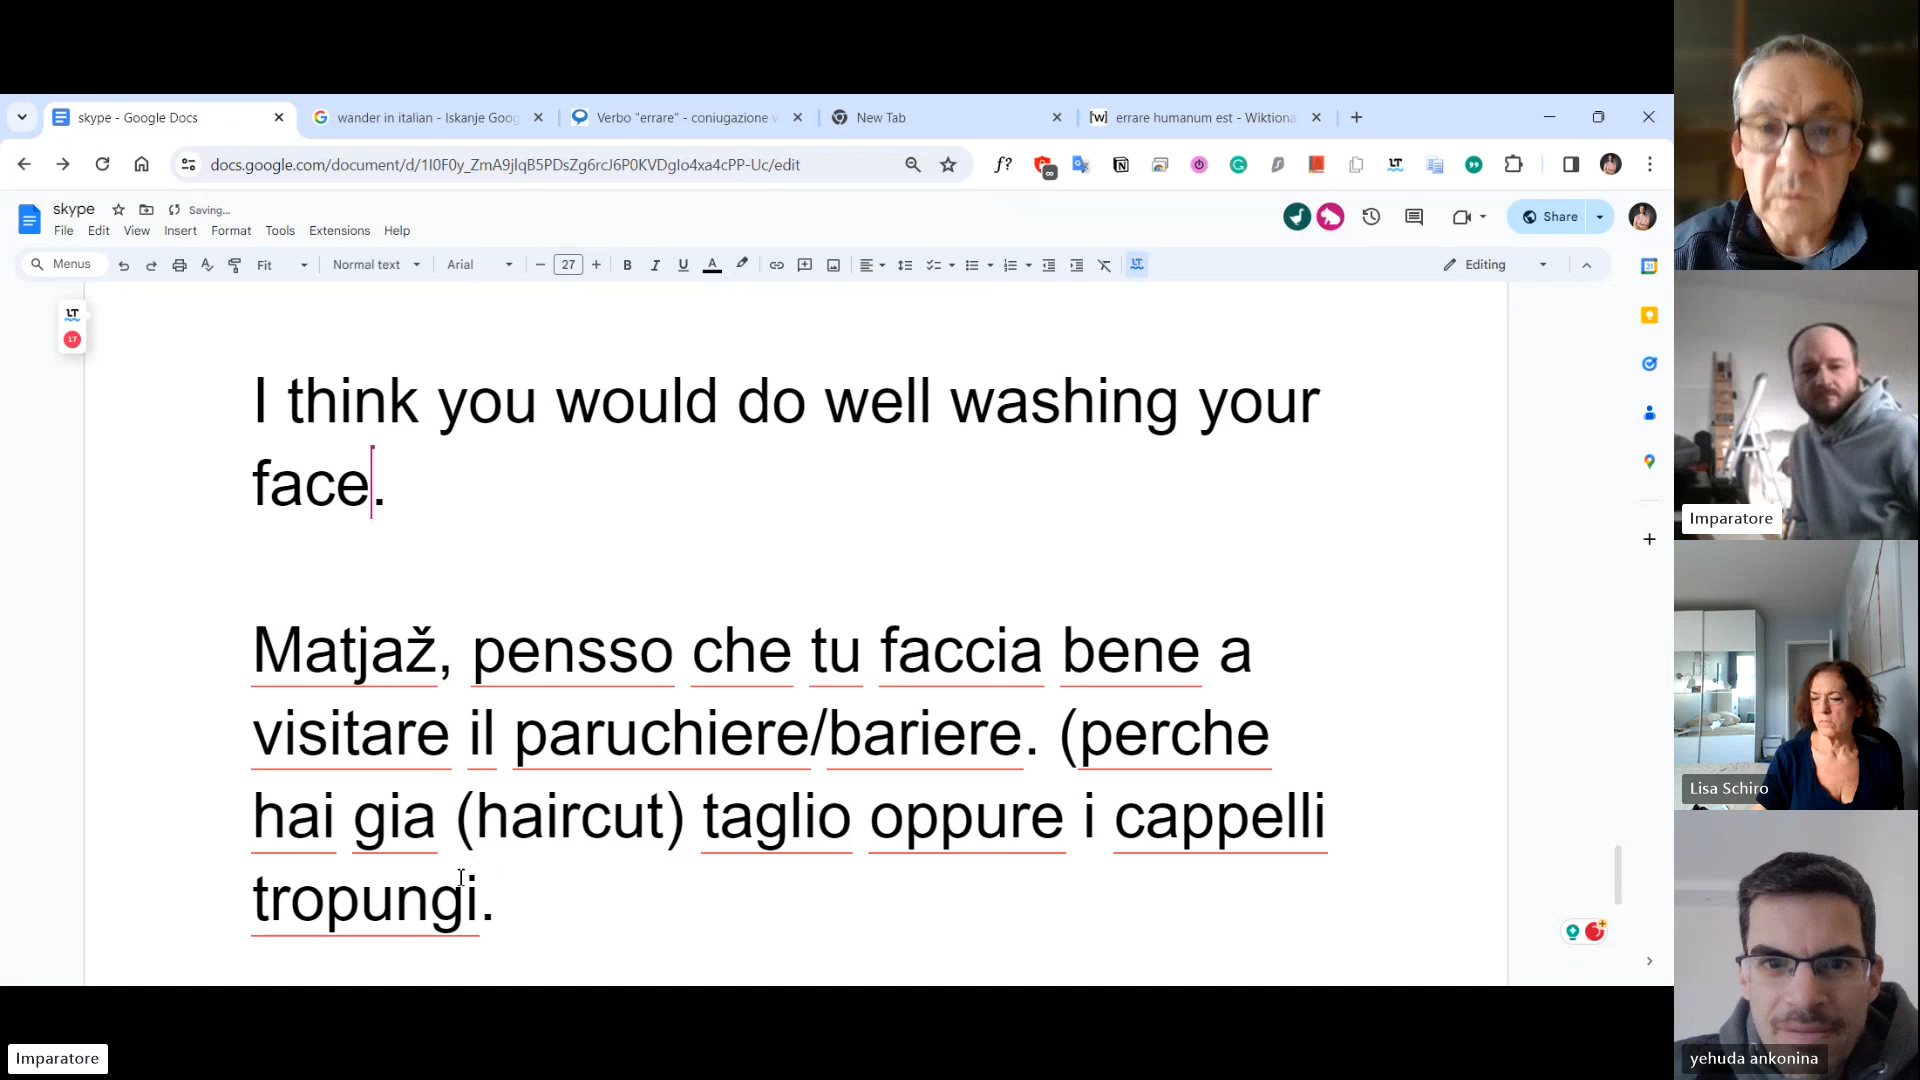 skype - Google Docs
wander in italian - Iskanje Goog
Verbo "errare" - coniugazione v
New Tab
errare humanum est - Wiktiona
docs.google.com/document/d/1I0F0y_ZmA9jlqB5PDsZg6rcJ6P0KVDgIo4xa4cPP-Uc/edit
skype
Saving...
File Edit View Insert Format Tools Extensions Help
Share
Menus
Fit
Normal text
Arial
27
Editing
17
I think you would do well washing your
face.
Matjaž, pensso che tu faccia bene a
visitare il paruchiere/bariere. (perche
hai gia (haircut) taglio oppure i cappelli
tropungi.
Imparatore
Imparatore
Lisa Schiro
yehuda ankonina